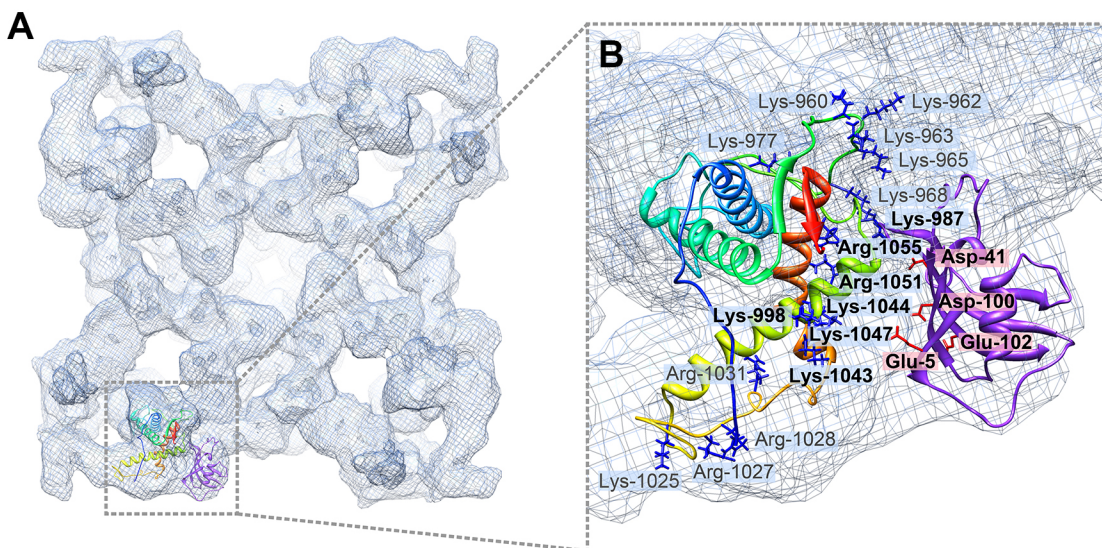 A
B
Lys-960
Lys-962
Lys-977
Lys-963
Lys-965
Lys-968
Lys-987
Arg-1055
Asp-41
Arg-1051
Lys-998
Lys-1044
Asp-100
Lys-1047
Glu-102
Glu-5
Arg-1031
Lys-1043
Arg-1028
Arg-1027
Lys-1025